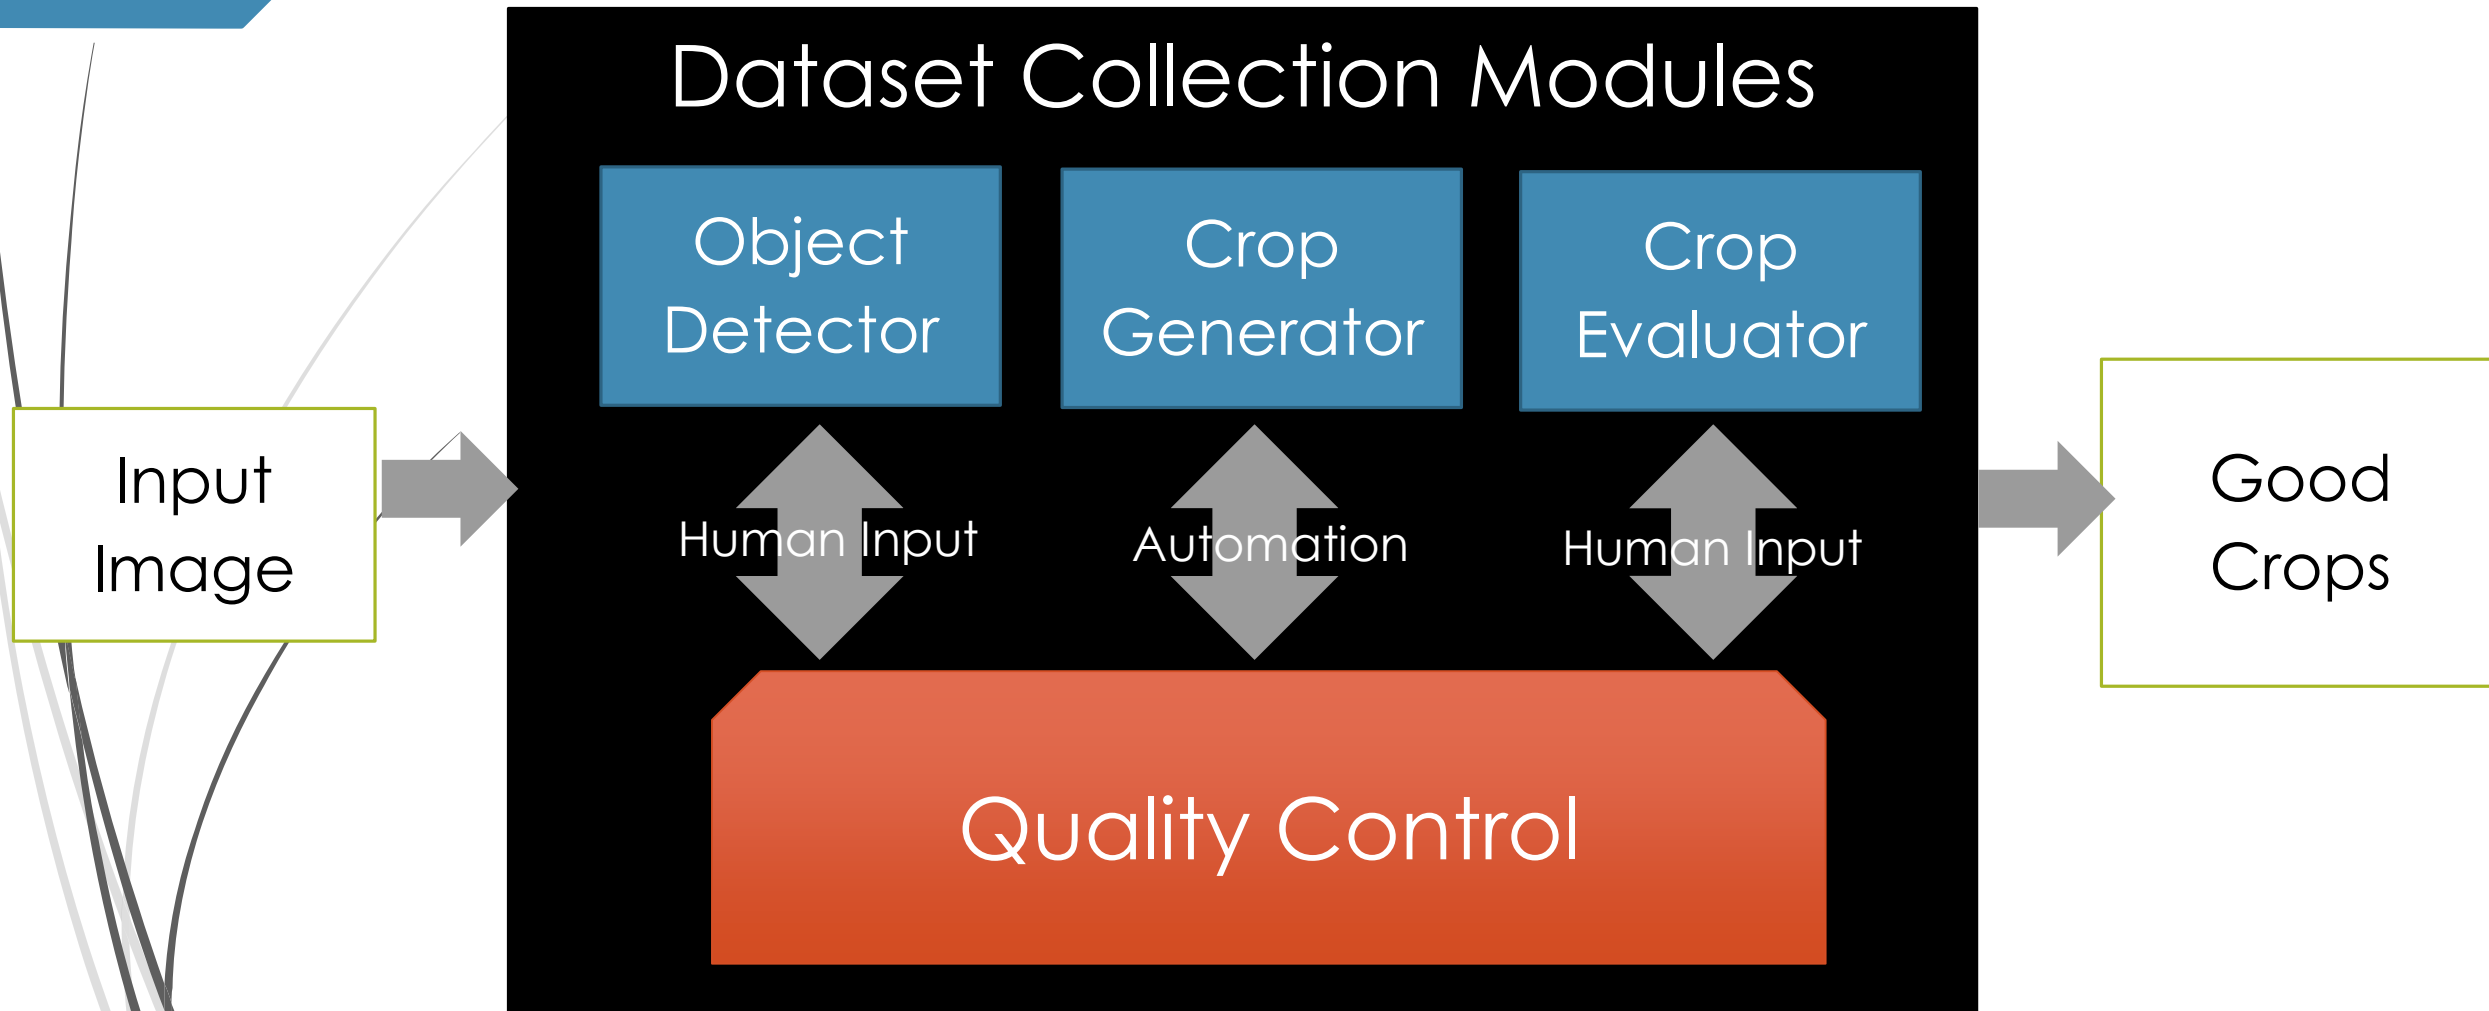 Dataset Collection Modules
Object
Detector
Crop
Generator
Crop
Evaluator
Input
Image
Human Input
Automation
Human Input
Good
Crops
Quality Control